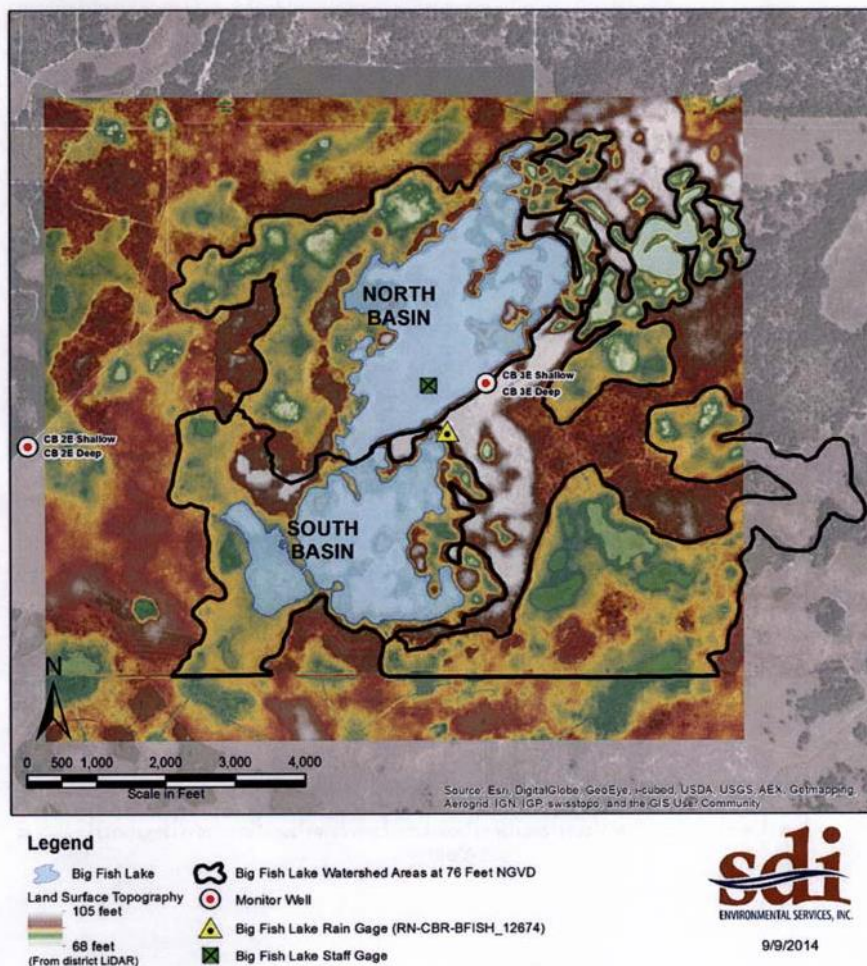 NORTH
BASIN
CB 3E Shallow
CB 3E Deep
CB 2E Shallow
CB 2E Deep
SOUTH
BASIN
N
0 500 1,000 2,000 3,000 4,000
Scale in Feet
Source: Esri, DigitalGlobe, GeoEye, i-cubed, USDA, USGS, AEX, Getmapping,
Aerogrid, IGN, IGP, swisstopo, and the GIS User Community
Legend
Big Fish Lake
Big Fish Lake Watershed Areas at 76 Feet NGVD
Land Surface Topography
105 feet
68 feet
(From district LiDAR)
Monitor Well
Big Fish Lake Rain Gage (RN-CBR-BFISH_12674)
Big Fish Lake Staff Gage
sdi
ENVIRONMENTAL SERVICES, INC.
9/9/2014